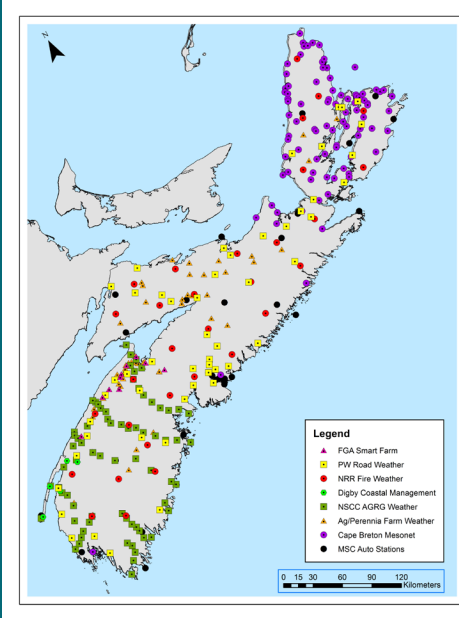 N
Legend
FGA Smart Farm
PW Road Weather
NRR Fire Weather
Digby Coastal Management
NSCC AGRG Weather
Ag/Perennia Farm Weather
Cape Breton Mesonet
MSC Auto Stations
0 15 30 60 90 120
Kilometers